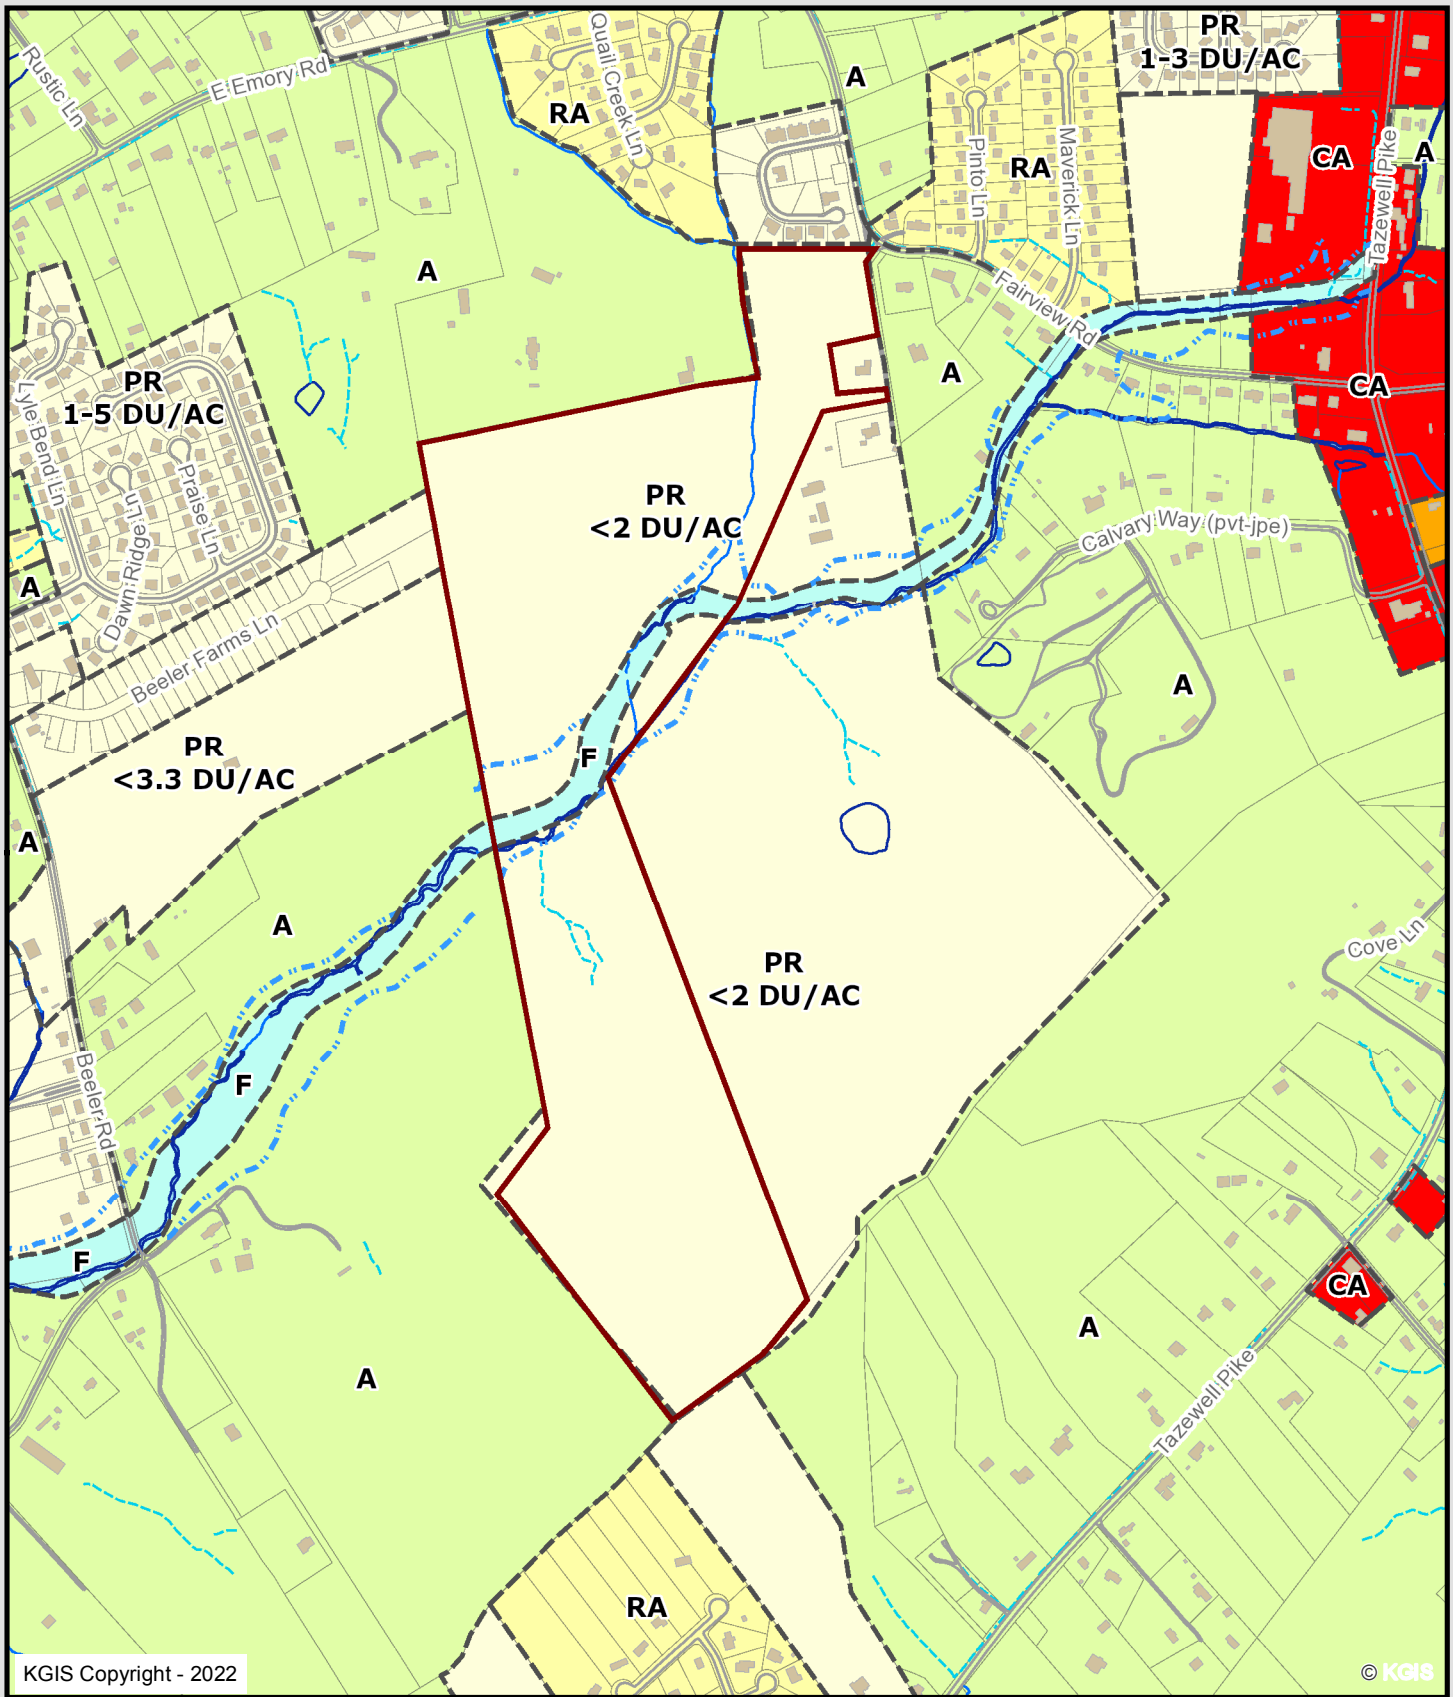 PR
1-3 DU/AC
Rustic Ln
E Emory Rd
Quail Creek Ln
RA
A
Pinto Ln
RA
Maverick Ln
CA
Tazewell Pike
A
A
Fairview Rd
A
CA
PR
1-5 DU/AC
Lyle Bend Ln
Praise Ln
Dawn Ridge Ln
PR
<2 DU/AC
Calvary Way (pvt-jpe)
A
Beeler Farms Ln
A
PR
<3.3 DU/AC
F
A
A
PR
<2 DU/AC
Cove Ln
F
Beeler Rd
F
CA
A
A
Tazewell Pike
RA
KGIS Copyright - 2022
© KGIS